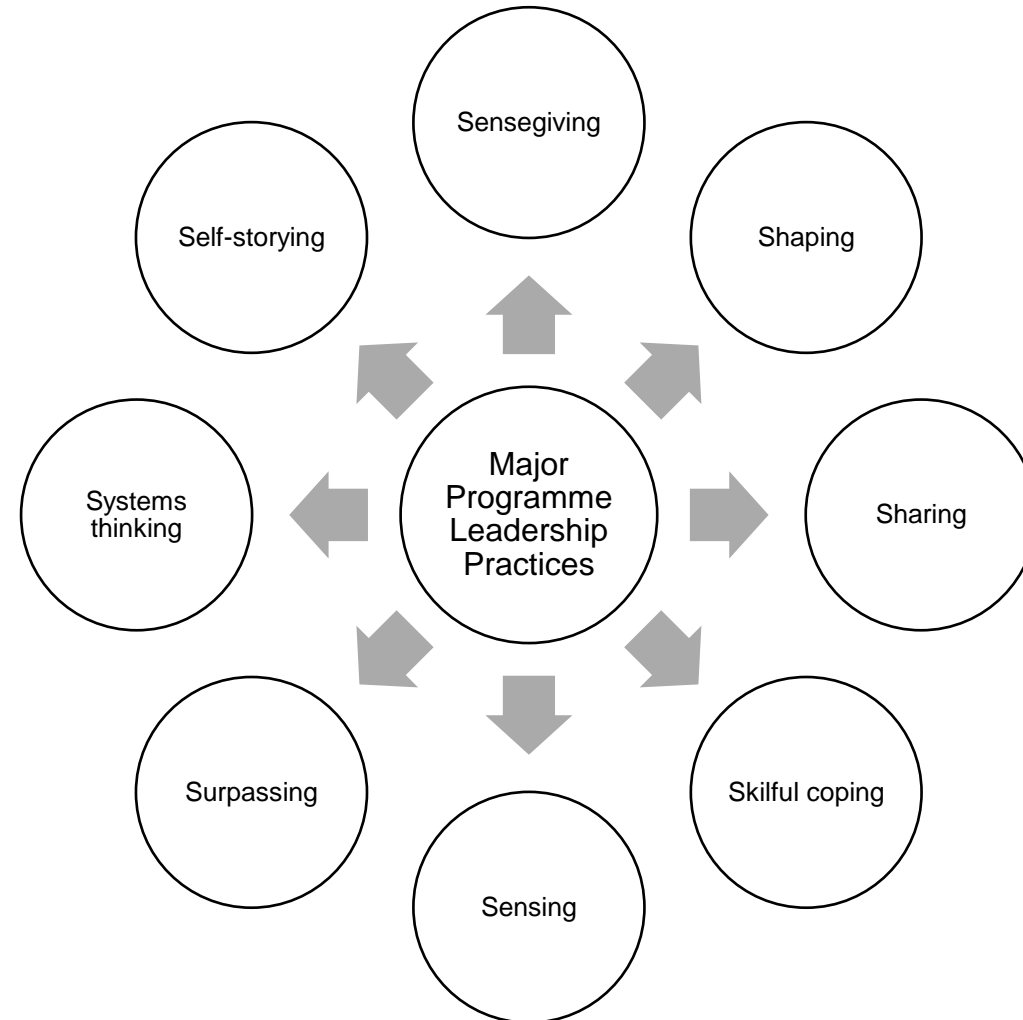 Sensegiving
Self-storying
Shaping
Major
Programme
Leadership
Practices
Systems
thinking
Sharing
Surpassing
Skilful coping
Sensing